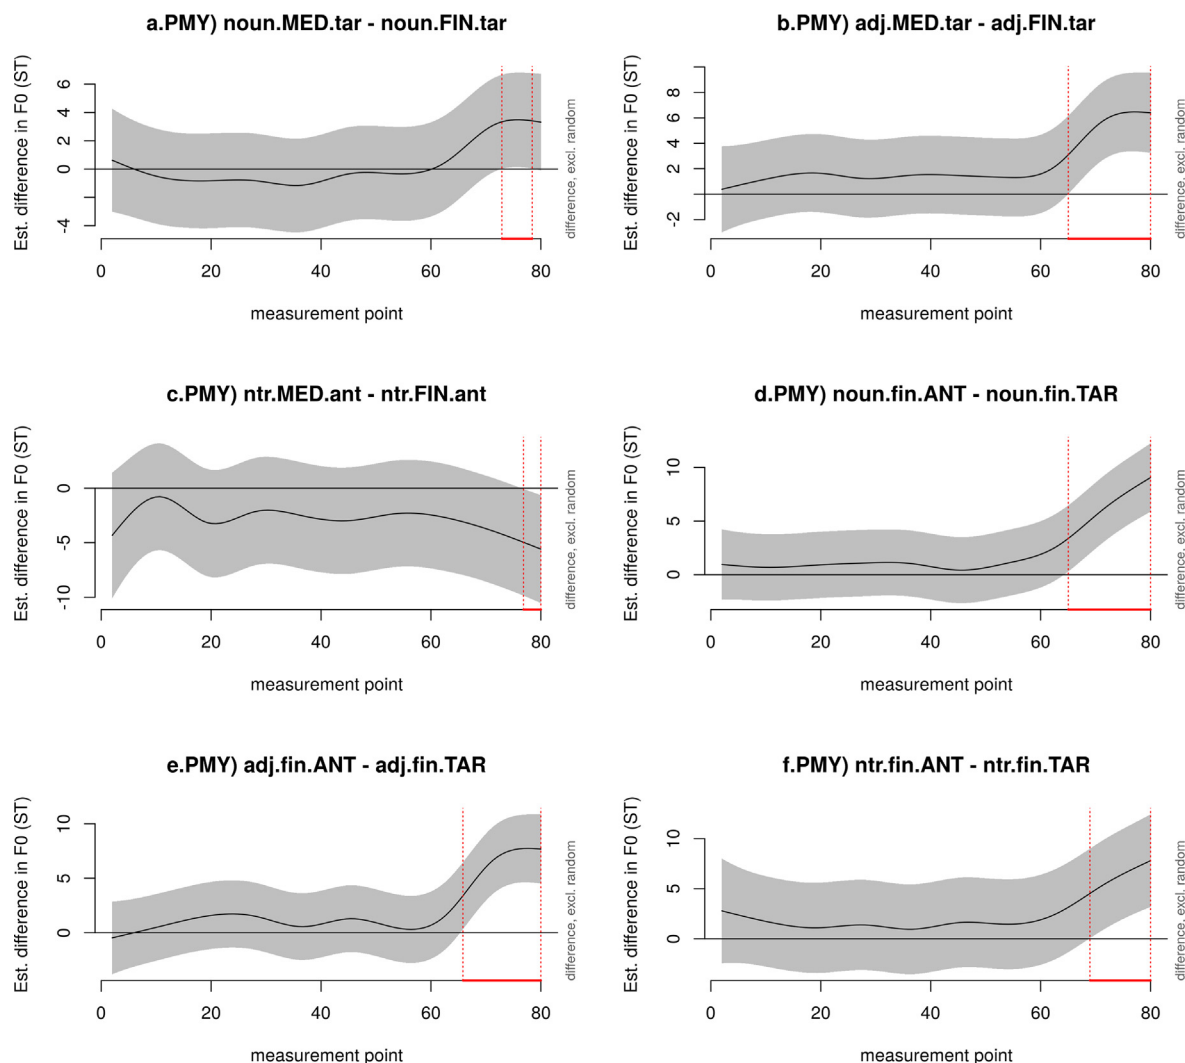 a.PMY) noun.MED.tar - noun.FIN.tar
Est. difference in F0 (ST)
6
4
2
0
-4
0 20 40 60 80
measurement point
difference, excl. random
b.PMY) adj.MED.tar - adj.FIN.tar
Est. difference in F0 (ST)
8
6
4
2
-2
0 20 40 60 80
measurement point
difference, excl. random
c.PMY) ntr.MED.ant - ntr.FIN.ant
Est. difference in F0 (ST)
0
-5
-10
0 20 40 60 80
measurement point
difference, excl. random
d.PMY) noun.fin.ANT - noun.fin.TAR
Est. difference in F0 (ST)
10
5
0
0 20 40 60 80
measurement point
difference, excl. random
e.PMY) adj.fin.ANT - adj.fin.TAR
Est. difference in F0 (ST)
10
5
0
0 20 40 60 80
measurement point
difference, excl. random
f.PMY) ntr.fin.ANT - ntr.fin.TAR
Est. difference in F0 (ST)
10
5
0
0 20 40 60 80
measurement point
difference, excl. random